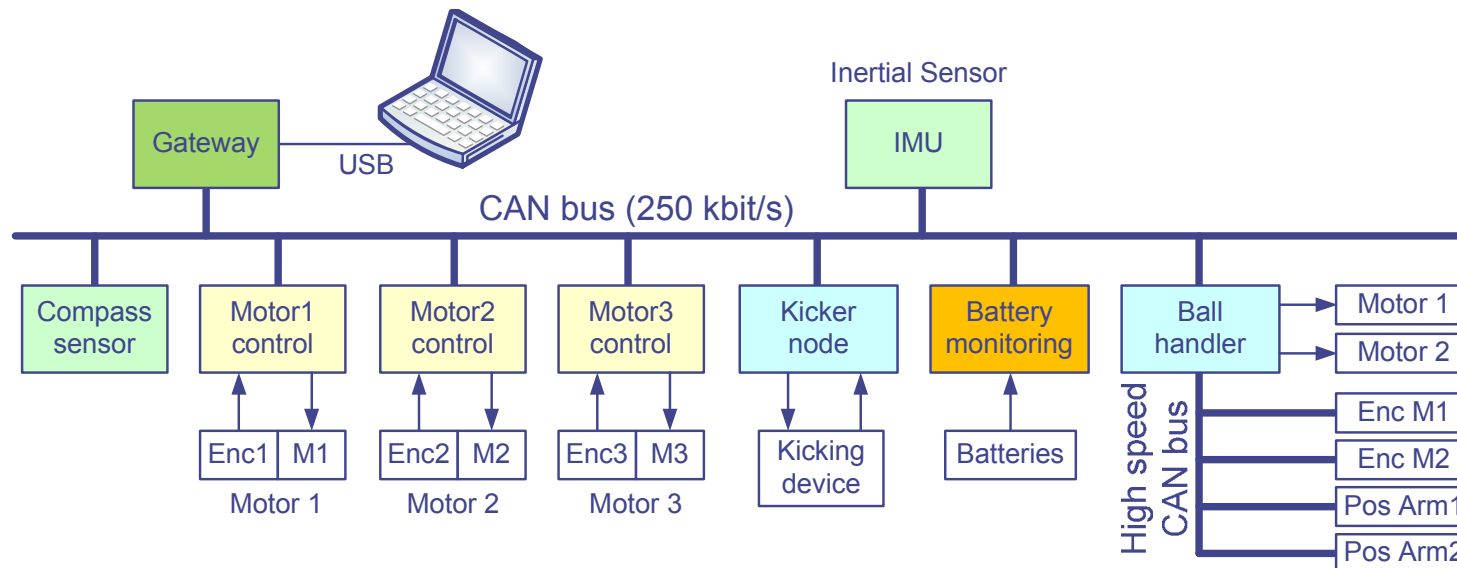 Inertial Sensor
Gateway
USB
IMU
CAN bus (250 kbit/s)
Compass
sensor
Motor1
control
Motor2
control
Motor3
control
Kicker
node
Battery
monitoring
Ball
handler
Motor 1
Motor 2
Enc1 M1
Motor 1
Enc2 M2
Motor 2
Enc3 M3
Motor 3
Kicking
device
Batteries
High speed
CAN bus
Enc M1
Enc M2
Pos Arm1
Pos Arm2